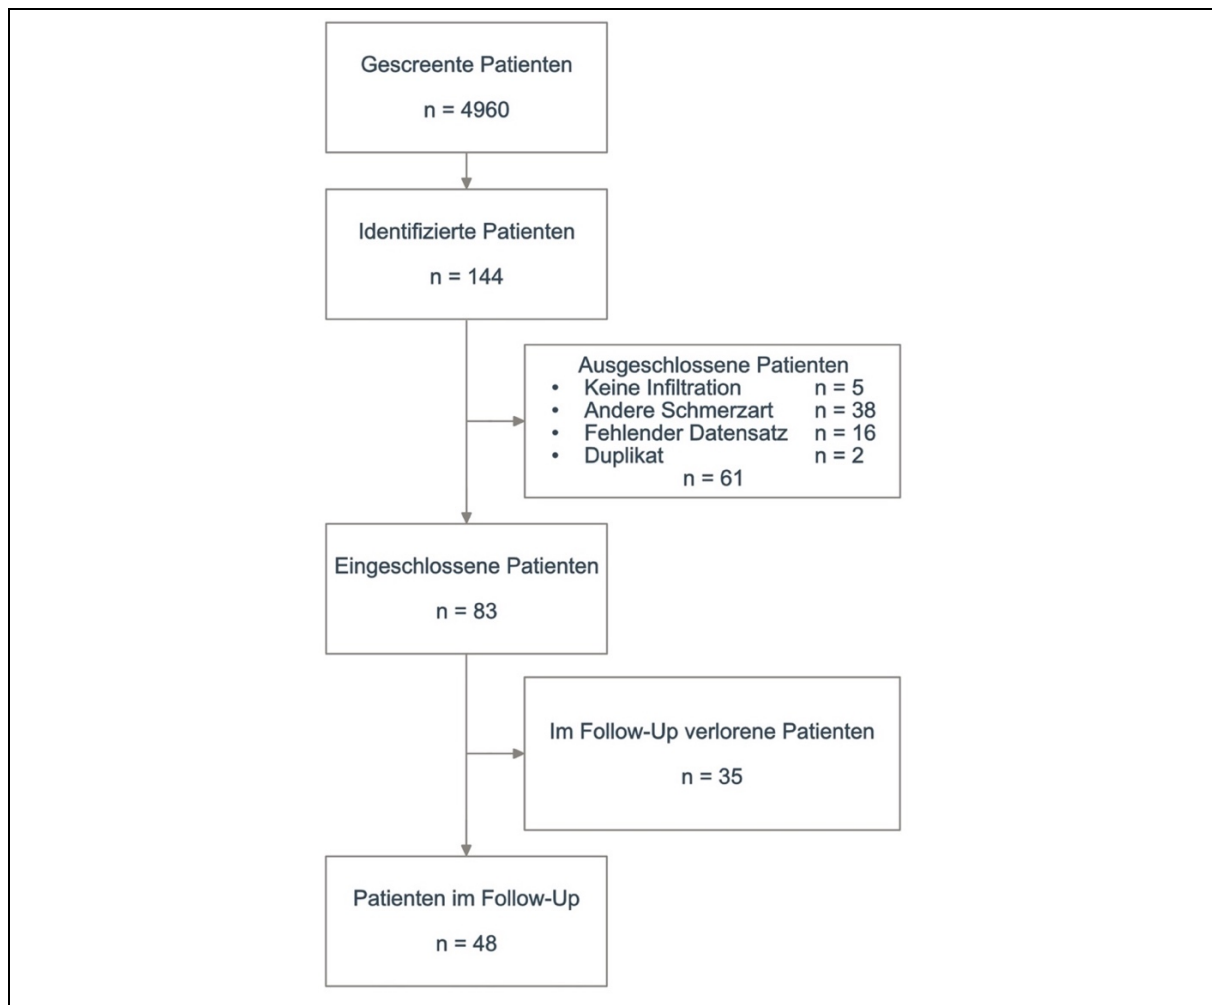 Gescreente Patienten
n = 4960
Identifizierte Patienten
n = 144
Ausgeschlossene Patienten
• Keine Infiltration n = 5
• Andere Schmerzart n = 38
• Fehlender Datensatz n = 16
• Duplikat n = 2
n = 61
Eingeschlossene Patienten
n = 83
Im Follow-Up verlorene Patienten
n = 35
Patienten im Follow-Up
n = 48